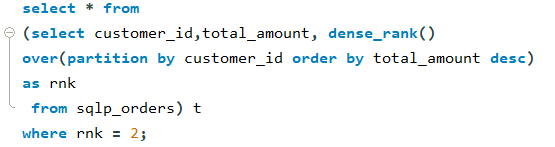 select * from
(select customer_id,total_amount, dense_rank()
over(partition by customer_id order by total_amount desc)
as rnk
from sqlp_orders) t
where rnk = 2;